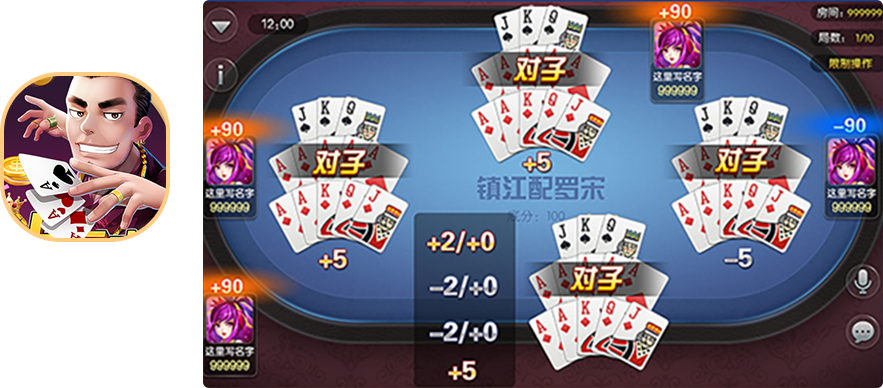 12:00
+90
这里写名字
999999
房间: 999999
局数: 1/10
限制操作
J K Q
对子
A A K Q J
+5
+90
这里写名字
999999
J K Q
对子
+5
J K Q
对子
-5
-90
这里写名字
999999
镇江配罗宋
底分: 100
+2/+0
-2/+0
-2/+0
+5
J K Q
对子
A A K Q J
+90
这里写名字
999999